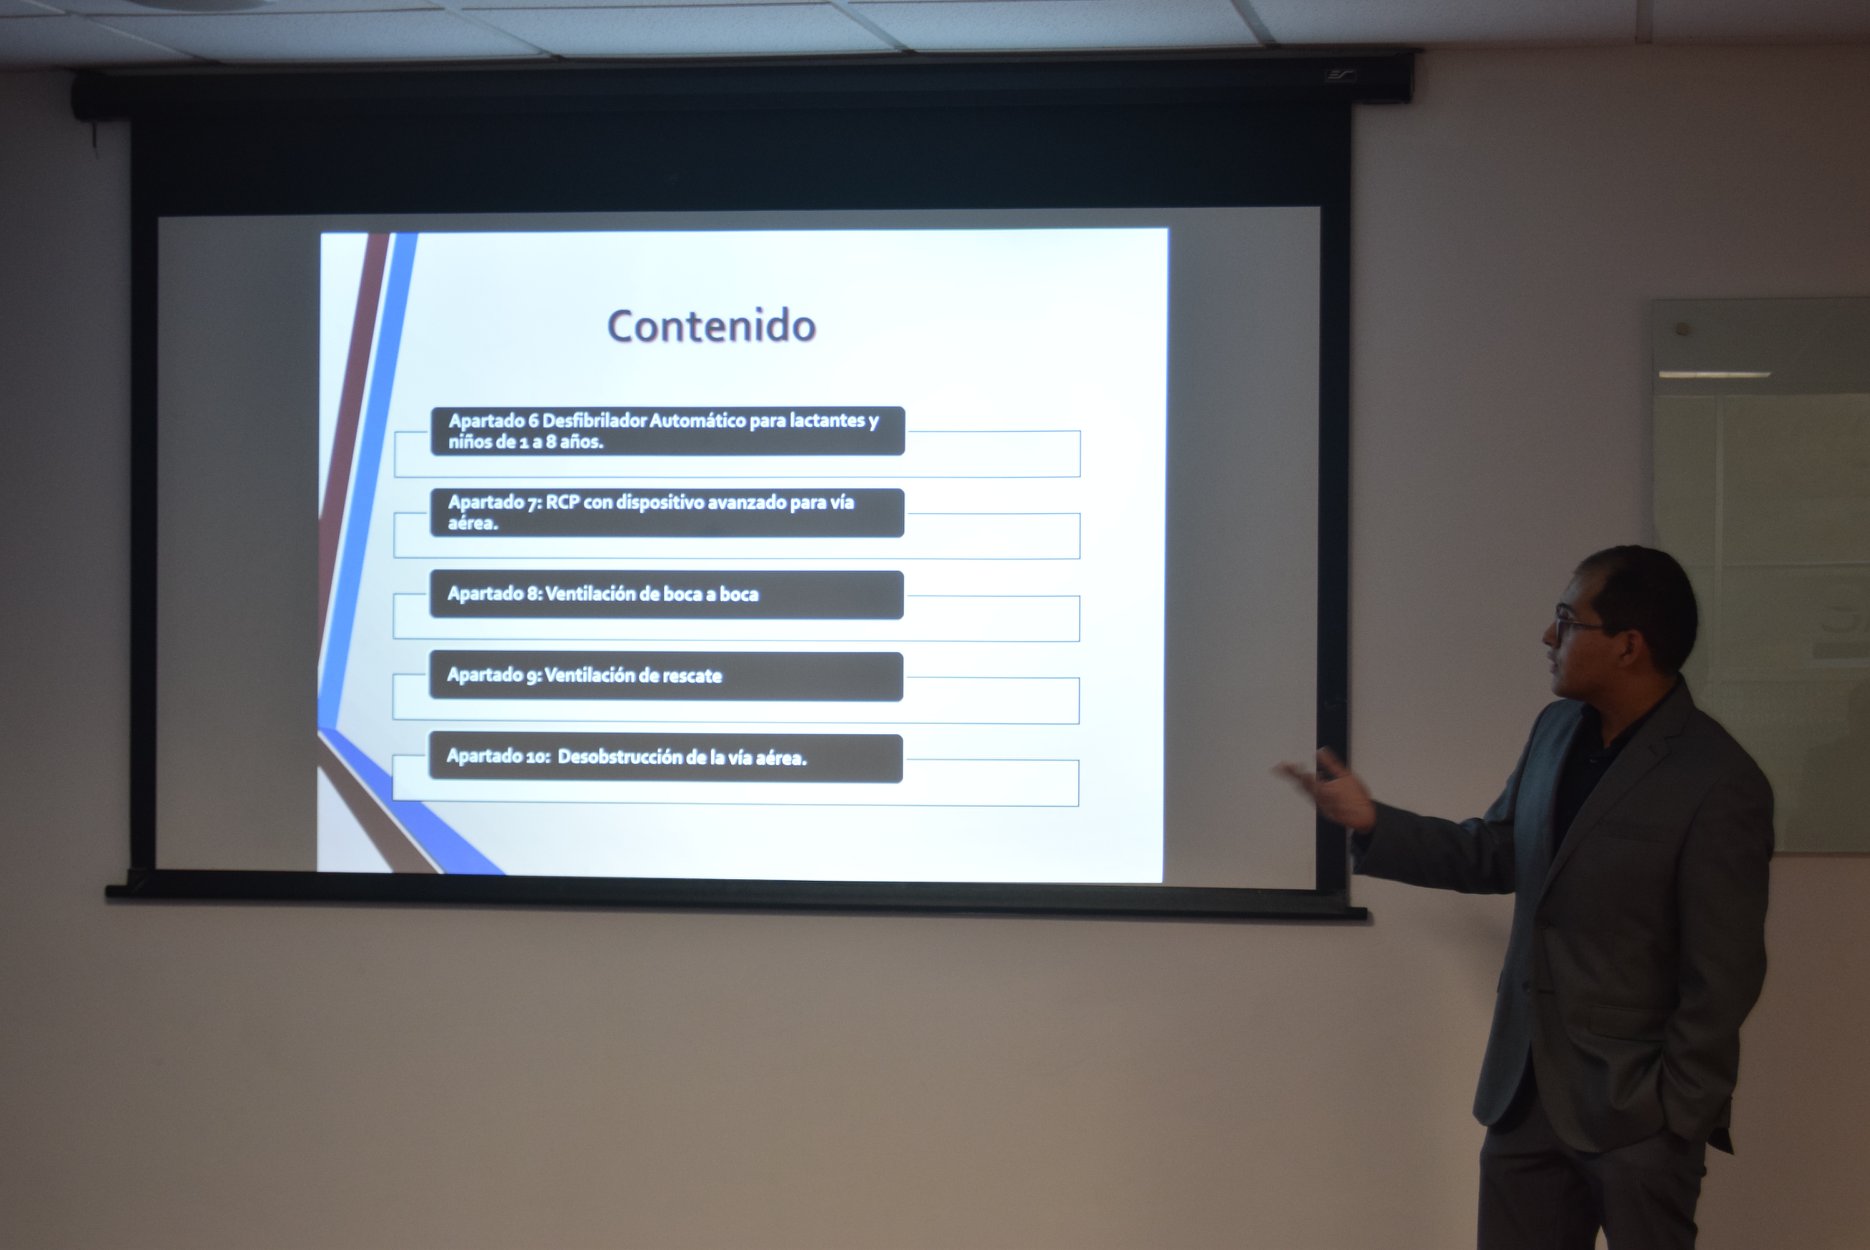 Contenido
Apartado 6 Desfibrilador Automático para lactantes y
niños de 1 a 8 años.
Apartado 7: RCP con dispositivo avanzado para vía
aérea.
Apartado 8: Ventilación de boca a boca
Apartado 9: Ventilación de rescate
Apartado 10:  Desobstrucción de la vía aérea.